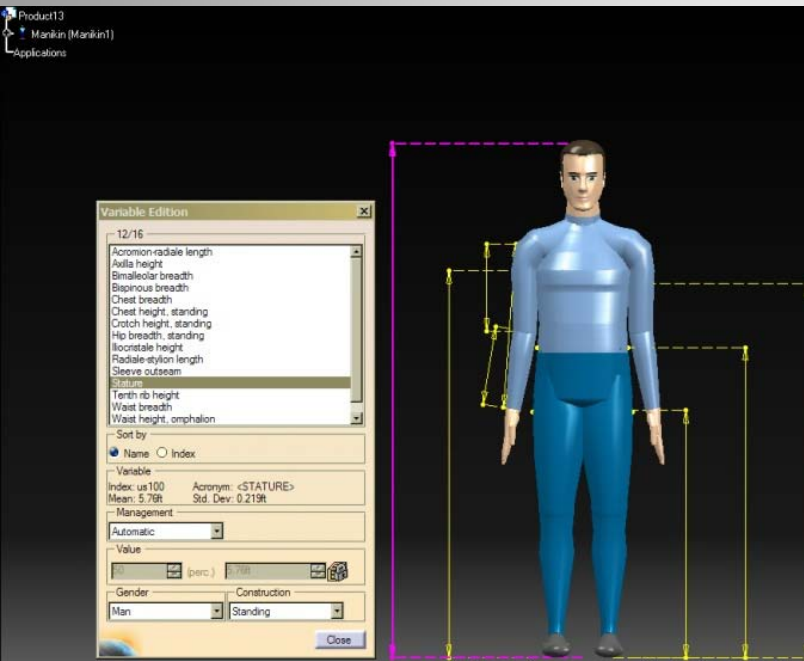 Product13
Manikin (Manikin1)
Applications
Variable Edition
12/16
Acromion-radiale length
Axilla height
Bimalleolar breadth
Bispinous breadth
Chest breadth
Chest height, standing
Crotch height, standing
Hip breadth, standing
Iliocristale height
Radiale-stylion length
Sleeve outseam
Stature
Tenth rib height
Waist breadth
Waist height, omphalion
Sort by
Name Index
Variable
Index: us100 Acronym: <STATURE>
Mean: 5.76ft Std. Dev: 0.219ft
Management
Automatic
Value
50 (perc.) 5.76ft
Gender Construction
Man Standing
Close